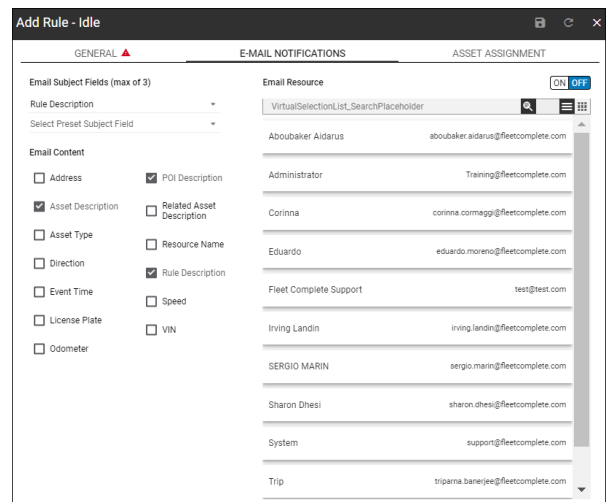 Add Rule - Idle
GENERAL
E-MAIL NOTIFICATIONS
ASSET ASSIGNMENT
Email Subject Fields (max of 3)
Rule Description
Select Preset Subject Field
Email Content
Address
POI Description
Asset Description
Related Asset
Description
Asset Type
Resource Name
Direction
Rule Description
Event Time
Speed
License Plate
VIN
Odometer
Email Resource
ON OFF
VirtualSelectionList_SearchPlaceholder
Aboubaker Aidarus aboubaker.aidarus@fleetcomplete.com
Administrator Training@fleetcomplete.com
Corinna corinna.cormaggi@fleetcomplete.com
Eduardo eduardo.moreno@fleetcomplete.com
Fleet Complete Support test@test.com
Irving Landin irving.landin@fleetcomplete.com
SERGIO MARIN sergio.marin@fleetcomplete.com
Sharon Dhesi sharon.dhesi@fleetcomplete.com
System support@fleetcomplete.com
Trip triparna.banerjee@fleetcomplete.com